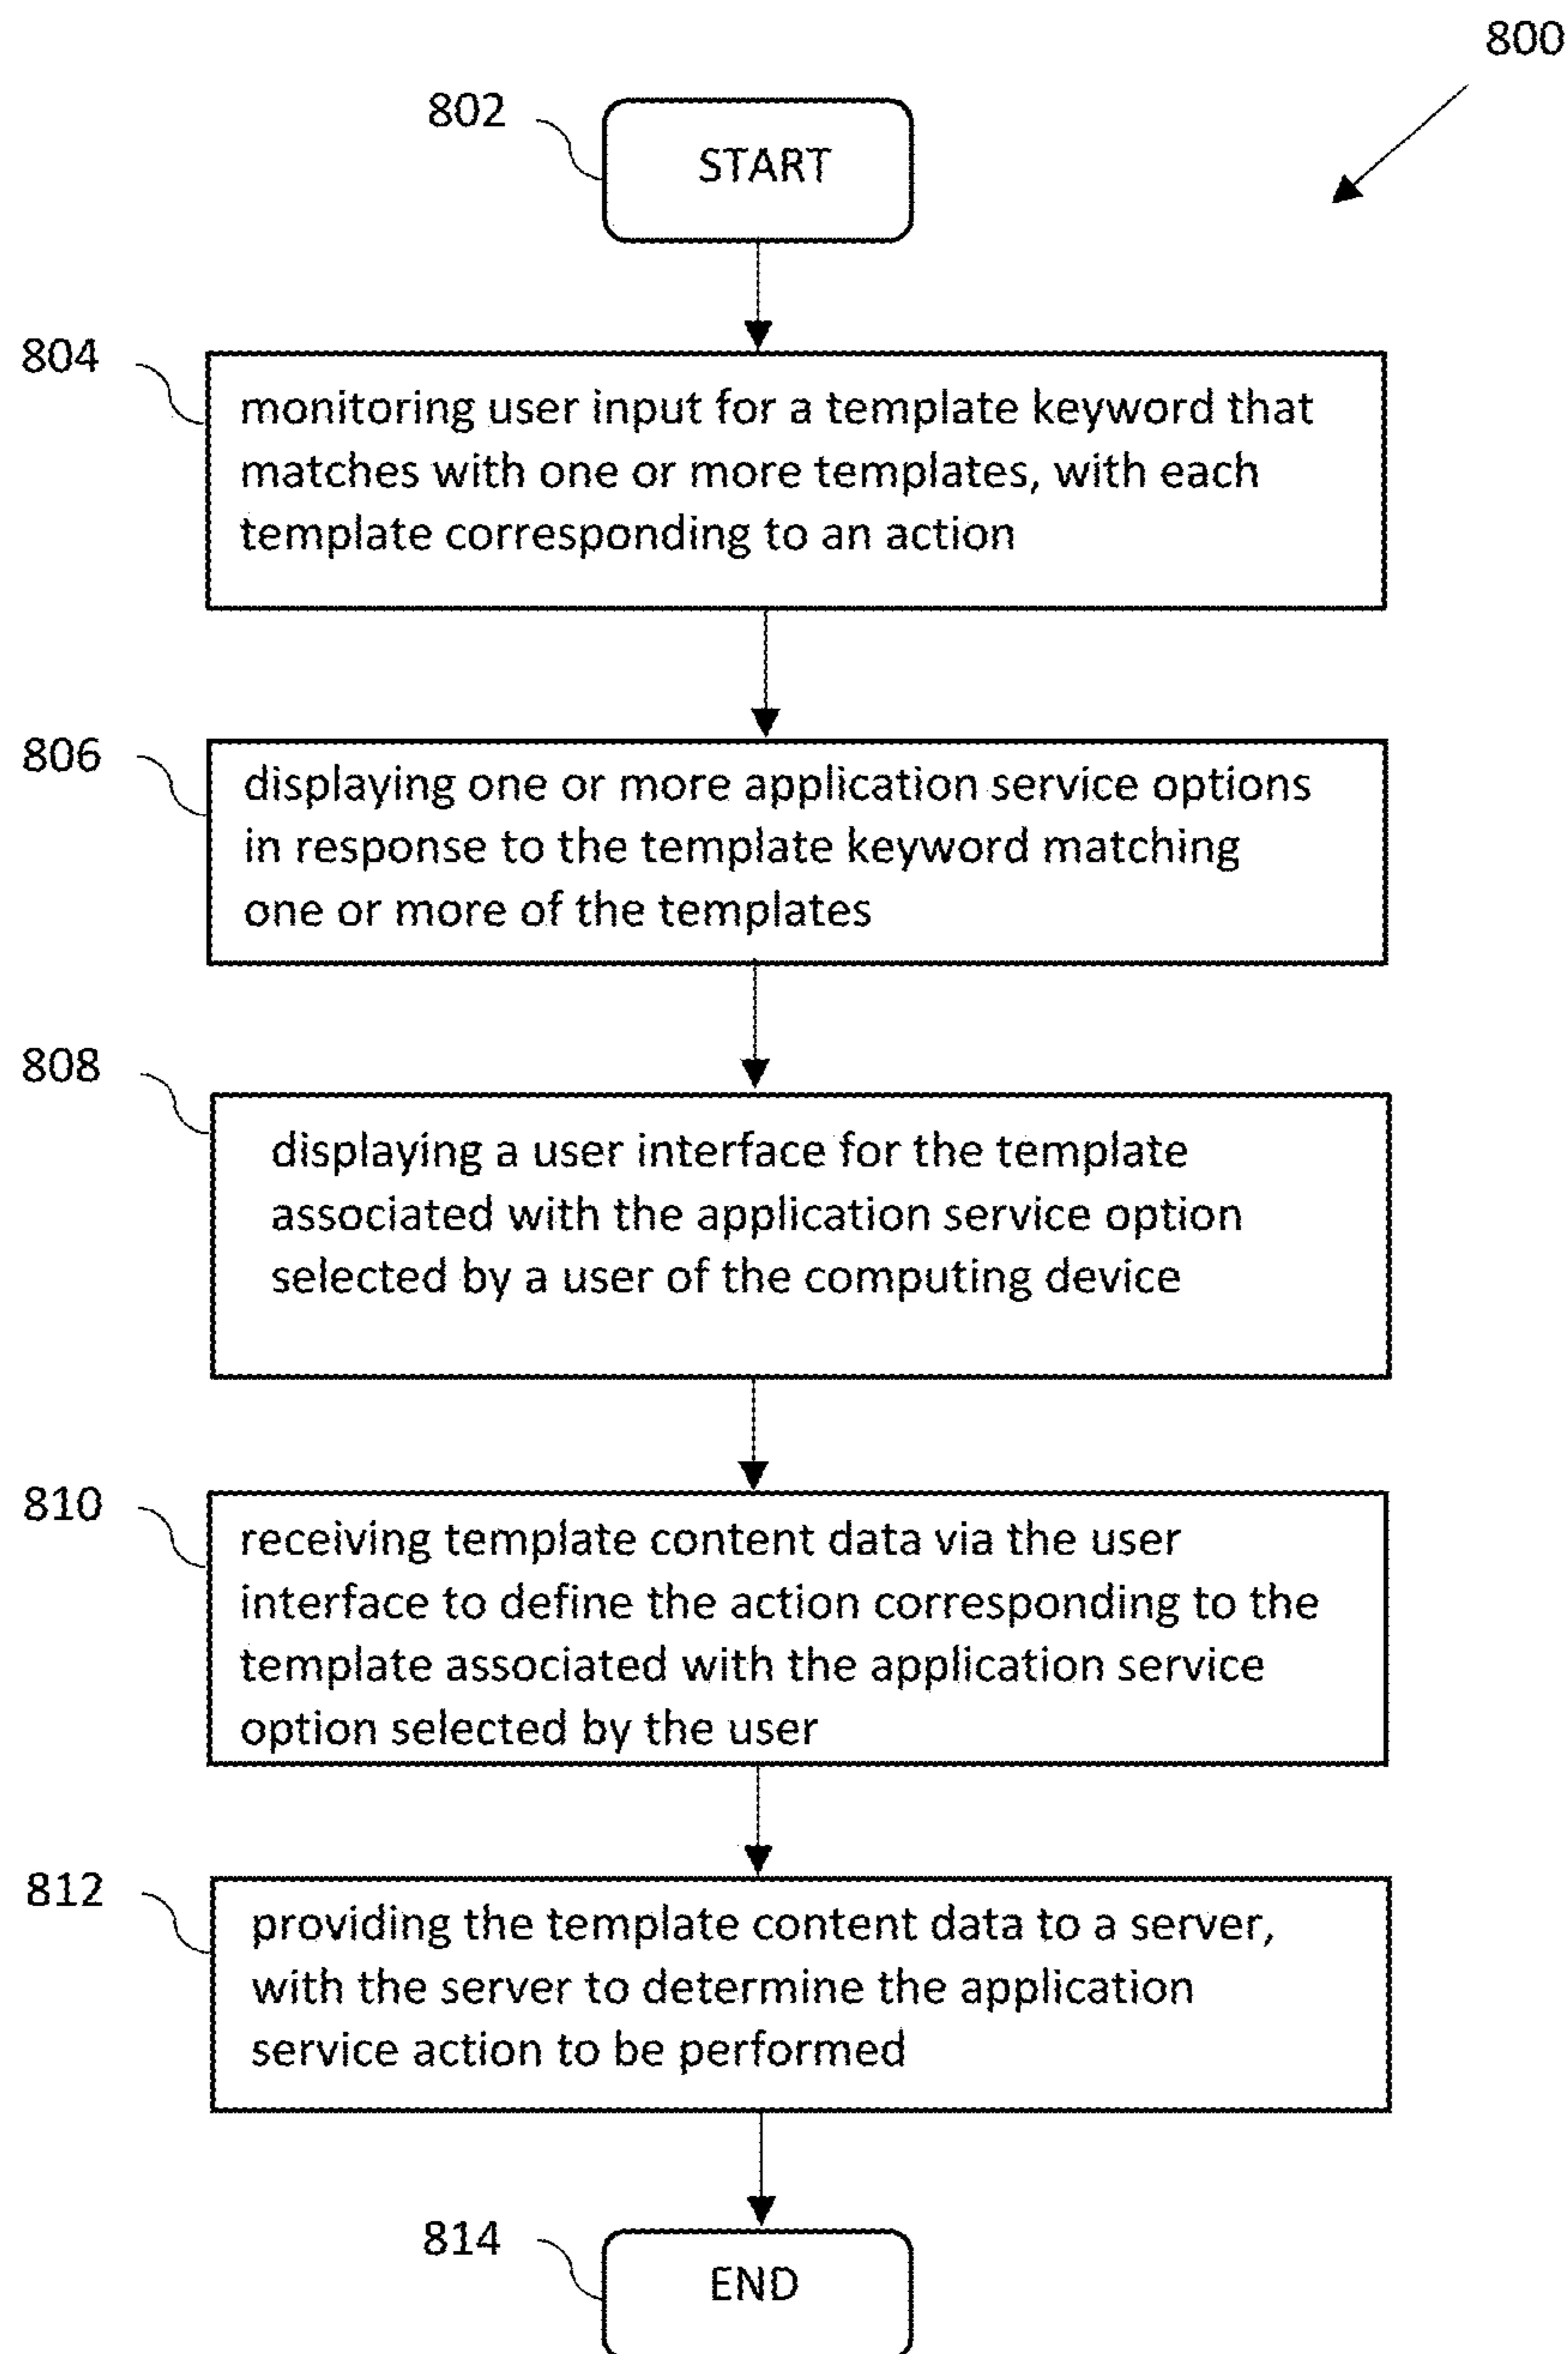 800
802
START
804
monitoring user input for a template keyword that
matches with one or more templates, with each
template corresponding to an action
806
displaying one or more application service options
in response to the template keyword matching
one or more of the templates
808
displaying a user interface for the template
associated with the application service option
selected by a user of the computing device
810
receiving template content data via the user
interface to define the action corresponding to the
template associated with the application service
option selected by the user
812
providing the template content data to a server,
with the server to determine the application
service action to be performed
814
END